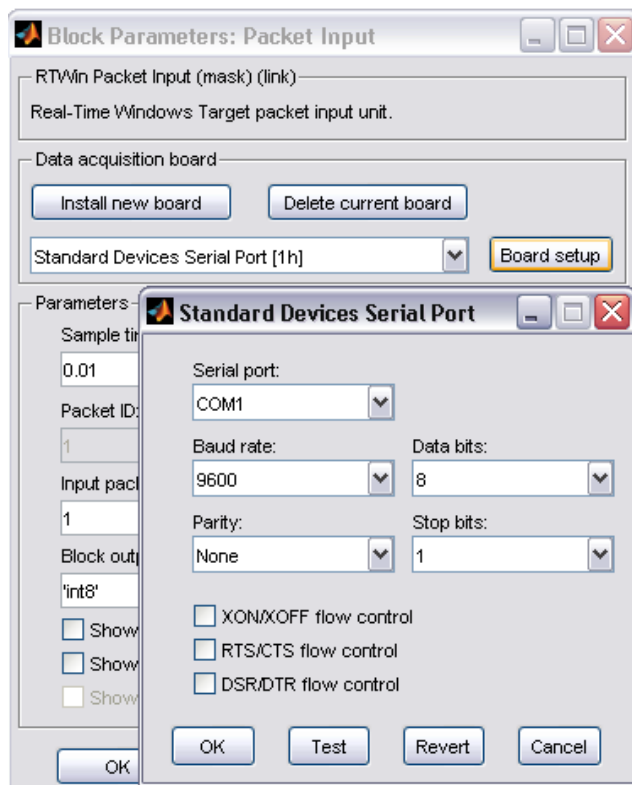 Block Parameters: Packet Input
RTWin Packet Input (mask) (link)
Real-Time Windows Target packet input unit.
Data acquisition board
Install new board Delete current board
Standard Devices Serial Port [1h] Board setup
Parameters
Sample
0.01
Packet ID:
1
Input
1
Block
'int8'
Show
Show
Show
OK
Standard Devices Serial Port
Serial port:
COM1
Baud rate: Data bits:
9600 8
Parity: Stop bits:
None 1
XON/XOFF flow control
RTS/CTS flow control
DSR/DTR flow control
OK Test Revert Cancel